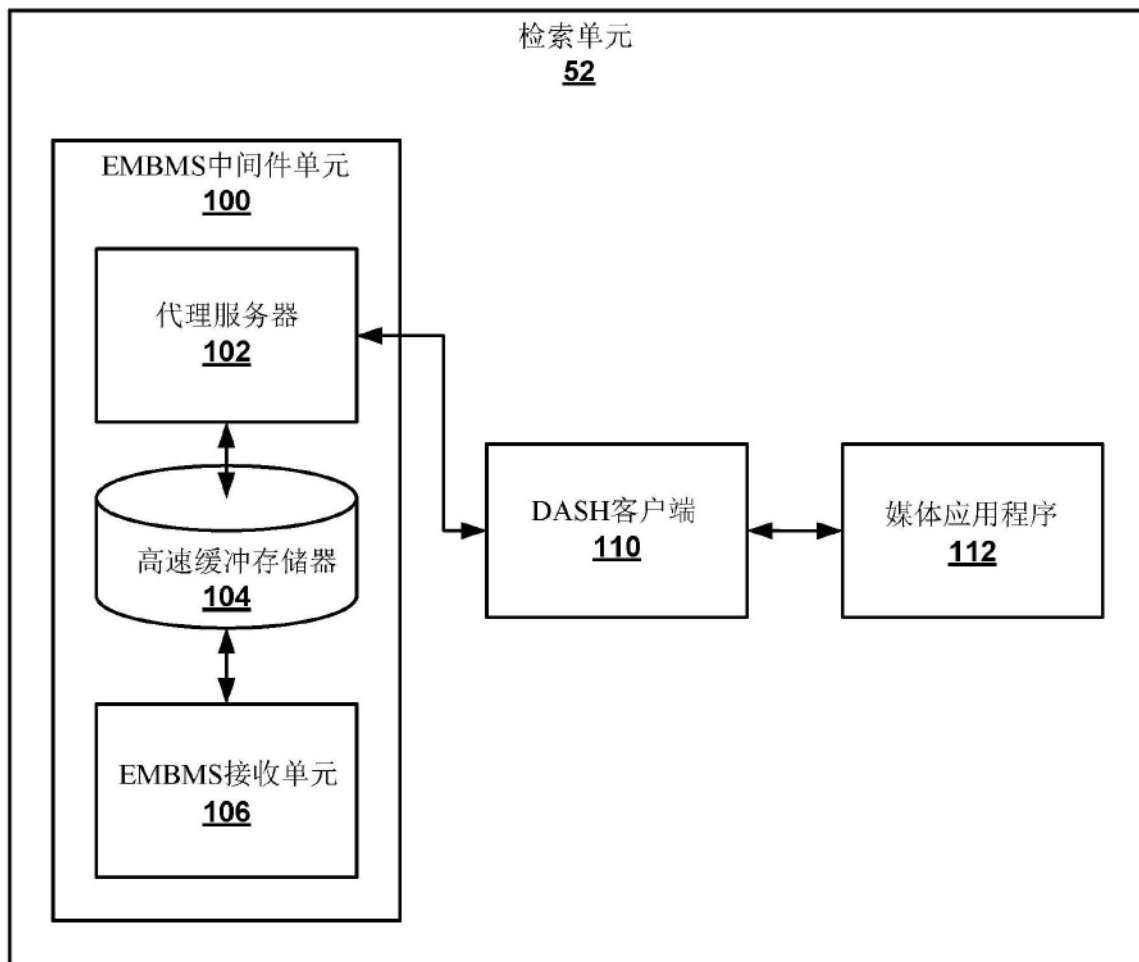 检索单元
52
EMBMS中间件单元
100
代理服务器
102
高速缓冲存储器
104
EMBMS接收单元
106
DASH客户端
110
媒体应用程序
112